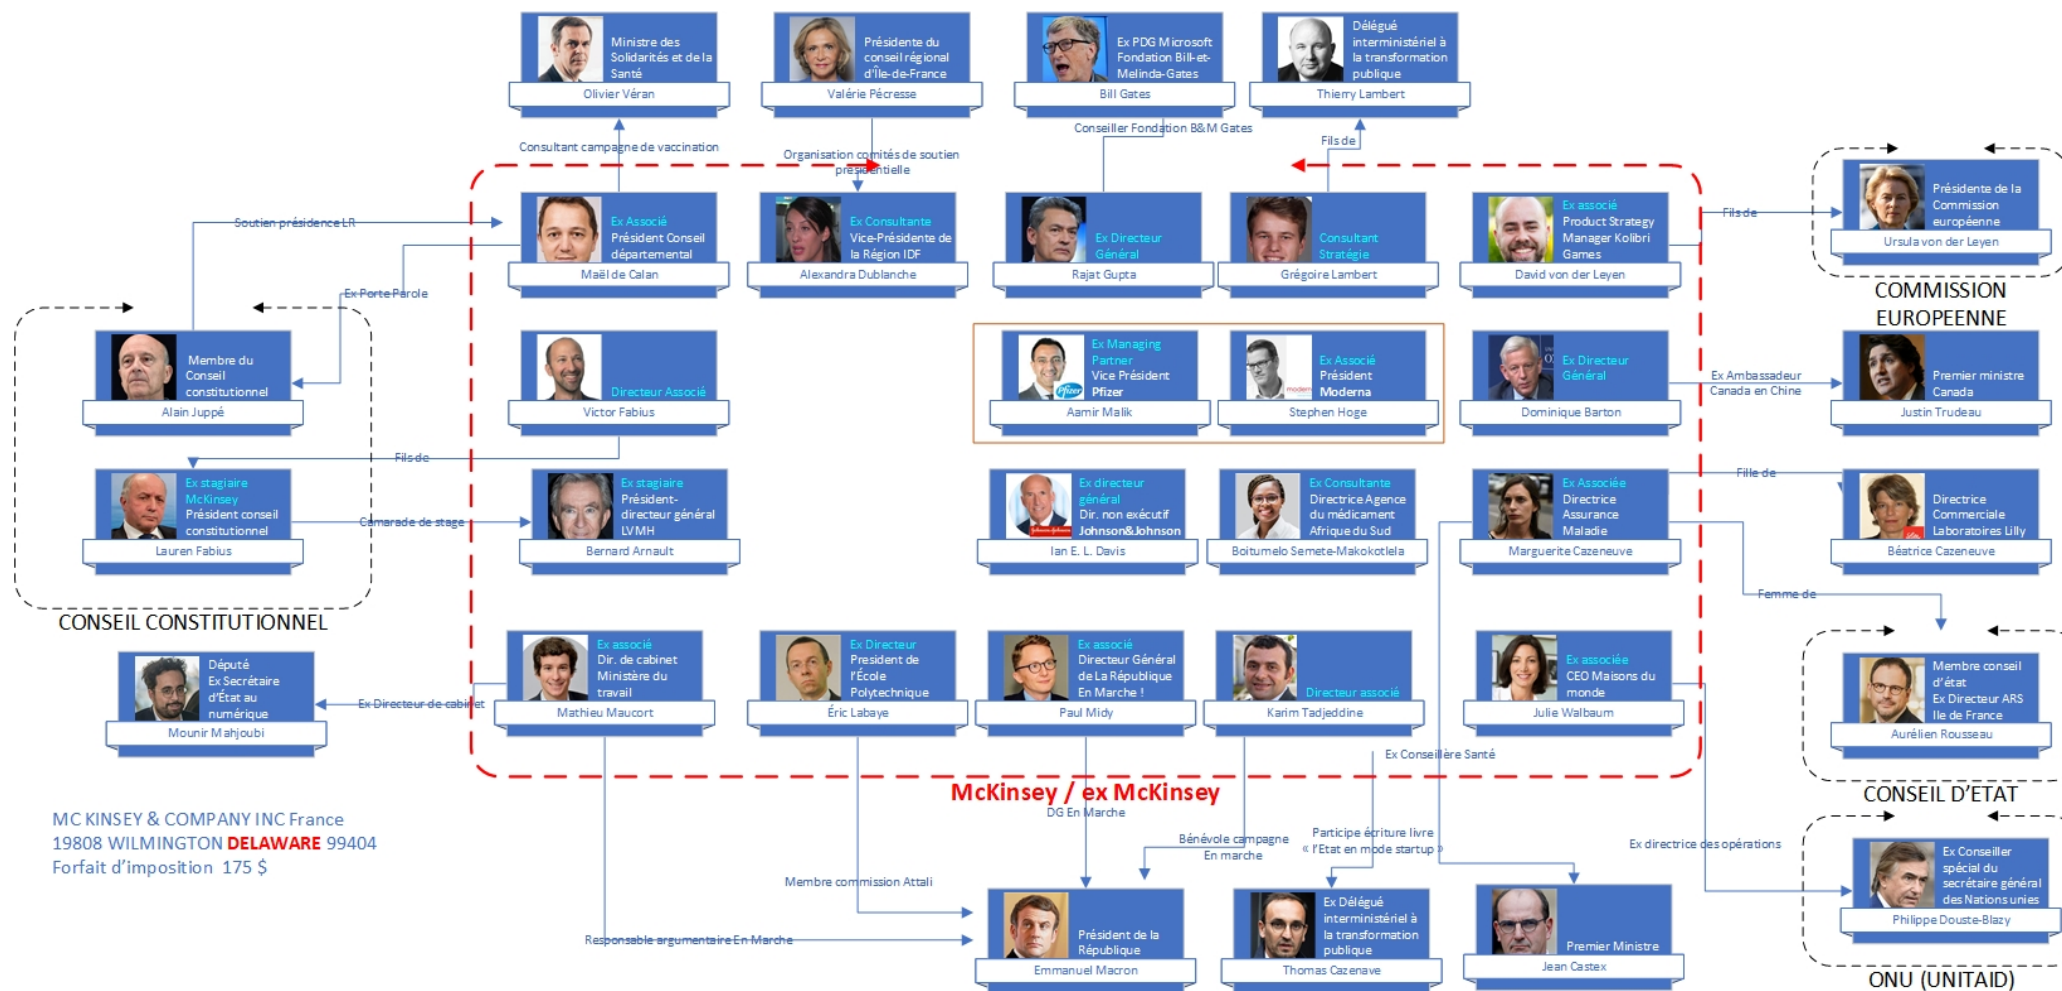 Ministre des
Solidarités et de la
Santé
Olivier Véran
Présidente du
conseil régional
d'Île-de-France
Valérie Pécresse
Ex PDG Microsoft
Fondation Bill-et-
Melinda-Gates
Bill Gates
Délégué
interministériel à
la transformation
publique
Thierry Lambert
Consultant campagne de vaccination
Organisation comités de soutien
présidentielle
Conseiller Fondation B&M Gates
Fils de
Soutien présidence LR
Ex Associé
Président Conseil
départemental
Maël de Calan
Ex Consultante
Vice-Présidente de
la Région IDF
Alexandra Dublanche
Ex Directeur
Général
Rajat Gupta
Consultant
Stratégie
Grégoire Lambert
Ex associé
Product Strategy
Manager Kolibri
Games
David von der Leyen
Fils de
Présidente de la
Commission
européenne
Ursula von der Leyen
COMMISSION
EUROPEENNE
Ex Porte Parole
Membre du
Conseil
constitutionnel
Alain Juppé
Directeur Associé
Victor Fabius
Ex Managing
Partner
Vice Président
Pfizer
Pfizer
Aamir Malik
Ex Associé
Président
Moderna
moderna
Stephen Hoge
Ex Directeur
Général
Dominique Barton
Ex Ambassadeur
Canada en Chine
Premier ministre
Canada
Justin Trudeau
Fils de
Ex stagiaire
McKinsey
Président conseil
constitutionnel
Lauren Fabius
Camarade de stage
Ex stagiaire
Président-
directeur général
LVMH
Bernard Arnault
Ex directeur
général
Dir. non exécutif
Johnson&Johnson
Johnson&Johnson
Ian E. L. Davis
Ex Consultante
Directrice Agence
du médicament
Afrique du Sud
Boitumelo Semete-Makokotlela
Ex Associée
Directrice
Assurance
Maladie
Marguerite Cazeneuve
Fille de
Directrice
Commerciale
Laboratoires Lilly
Béatrice Cazeneuve
Femme de
CONSEIL CONSTITUTIONNEL
Député
Ex Secrétaire
d'État au
numérique
Mounir Mahjoubi
Ex Directeur de cabinet
Ex associé
Dir. de cabinet
Ministère du
travail
Mathieu Maucort
Ex Directeur
President de
l'École
Polytechnique
Éric Labaye
Ex associé
Directeur Général
de La République
En Marche !
Paul Midy
Directeur associé
Karim Tadjeddine
Ex associée
CEO Maisons du
monde
Julie Walbaum
Membre conseil
d'état
Ex Directeur ARS
Ile de France
Aurélien Rousseau
CONSEIL D'ETAT
Ex Conseillère Santé
McKinsey / ex McKinsey
MC KINSEY & COMPANY INC France
19808 WILMINGTON DELAWARE 99404
Forfait d'imposition 175 $
DG En Marche
Bénévole campagne
En marche
Participe écriture livre
« l'Etat en mode startup »
Ex directrice des opérations
Membre commission Attali
Responsable argumentaire En Marche
Président de la
République
Emmanuel Macron
Ex Délégué
interministériel à
la transformation
publique
Thomas Cazenave
Premier Ministre
Jean Castex
Ex Conseiller
spécial du
secrétaire général
des Nations unies
Philippe Douste-Blazy
ONU (UNITAID)